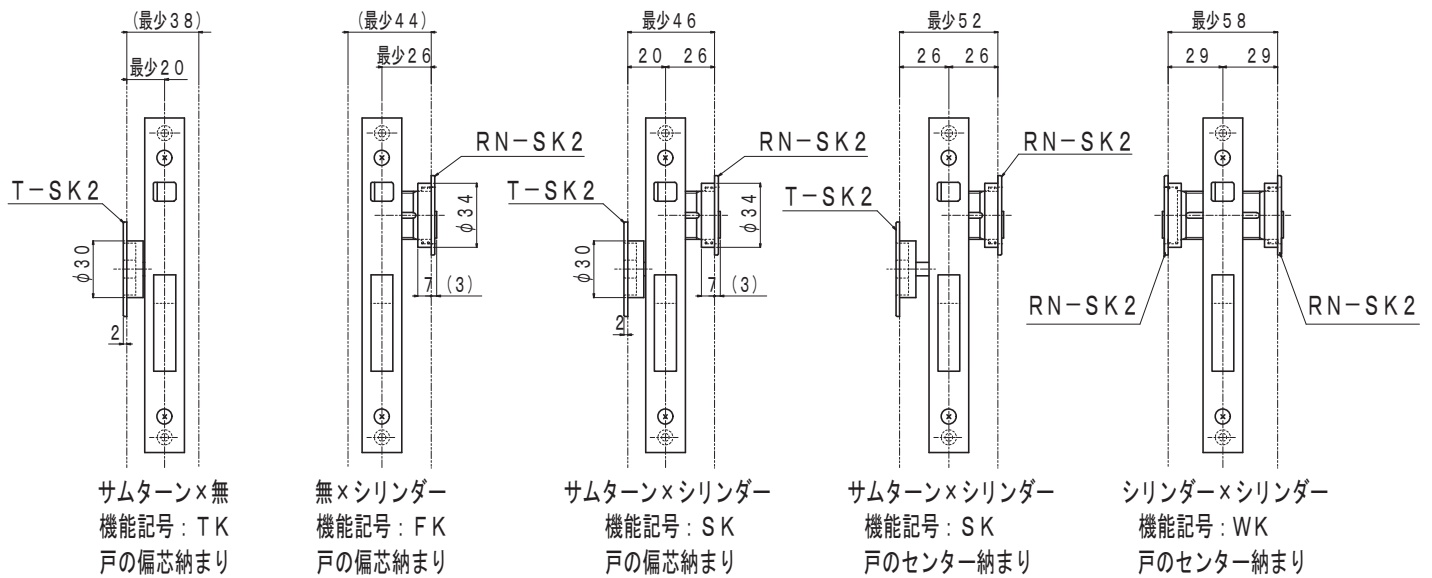 (最少38)
最少20
T-SK2
φ30
2
サムターン×無
機能記号：TK
戸の偏芯納まり
(最少44)
最少26
RN-SK2
φ34
7 (3)
無×シリンダー
機能記号：FK
戸の偏芯納まり
最少46
20 26
RN-SK2
T-SK2
φ34
φ30
7 (3)
2
サムターン×シリンダー
機能記号：SK
戸の偏芯納まり
最少52
26 26
RN-SK2
T-SK2
サムターン×シリンダー
機能記号：SK
戸のセンター納まり
最少58
29 29
RN-SK2
RN-SK2
シリンダー×シリンダー
機能記号：WK
戸のセンター納まり